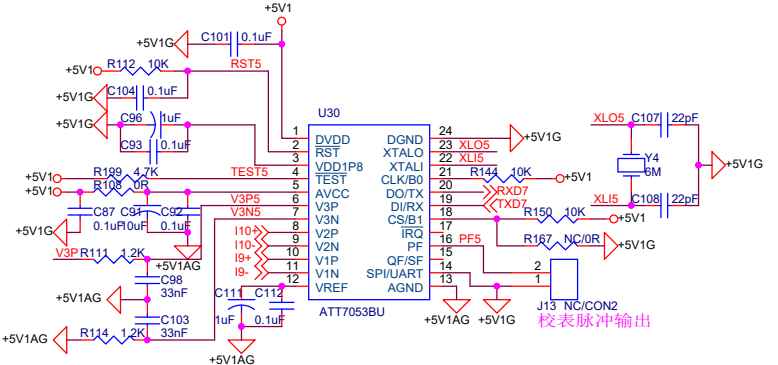 +5V1
C101 0.1uF
+5V1G
R112 10K
+5V1
RST5
C104 0.1uF
+5V1G
C96 1uF
+5V1G
C93 0.1uF
R199 4.7K
+5V1
TEST5
R108 0R
+5V1
V3P5
C87 C91 C92
0.1uF 10uF 0.1uF
V3N5
+5V1G
V3P R111 1.2K
+5V1AG
C98
33nF
+5V1AG
C103
33nF
R114 1.2K
+5V1AG
I10+
I10-
I9+
I9-
C111 C112
1uF 0.1uF
+5V1AG
U30
1 DVDD
2 RST
3 VDD1P8
4 TEST
5 AVCC
6 V3P
7 V3N
8 V2P
9 V2N
10 V1P
11 V1N
12 VREF
DGND 24
XTALO 23
XTALI 22
CLK/B0 21
DO/TX 20
DI/RX 19
CS/B1 18
IRQ 17
PF 16
QF/SF 15
SPI/UART 14
AGND 13
ATT7053BU
+5V1G
XLO5
XLI5
R144 10K
+5V1
RXD7
TXD7
R150 10K
+5V1
R167 NC/0R
+5V1G
PF5
2
1
J13 NC/CON2
校表脉冲输出
+5V1AG
+5V1G
XLO5 C107 22pF
Y4
6M
+5V1G
XLI5 C108 22pF